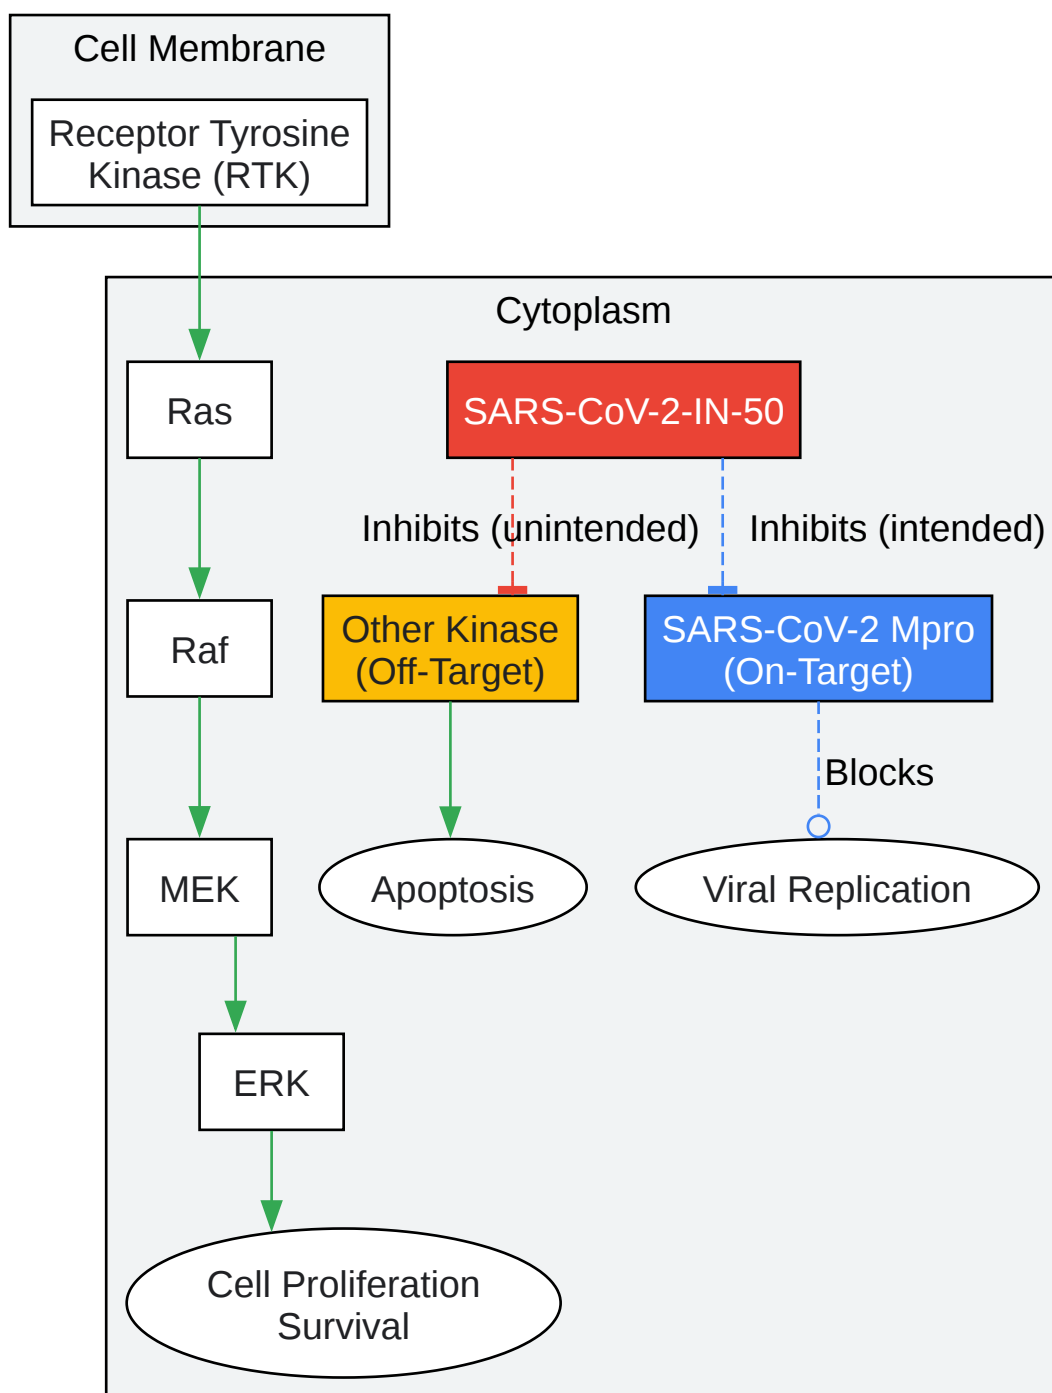 Cell Membrane
Receptor Tyrosine
Kinase (RTK)
Cytoplasm
Ras
SARS-CoV-2-IN-50
Inhibits (unintended)
Inhibits (intended)
Raf
Other Kinase
(Off-Target)
SARS-CoV-2 Mpro
(On-Target)
Blocks
MEK
Apoptosis
Viral Replication
ERK
Cell Proliferation
Survival